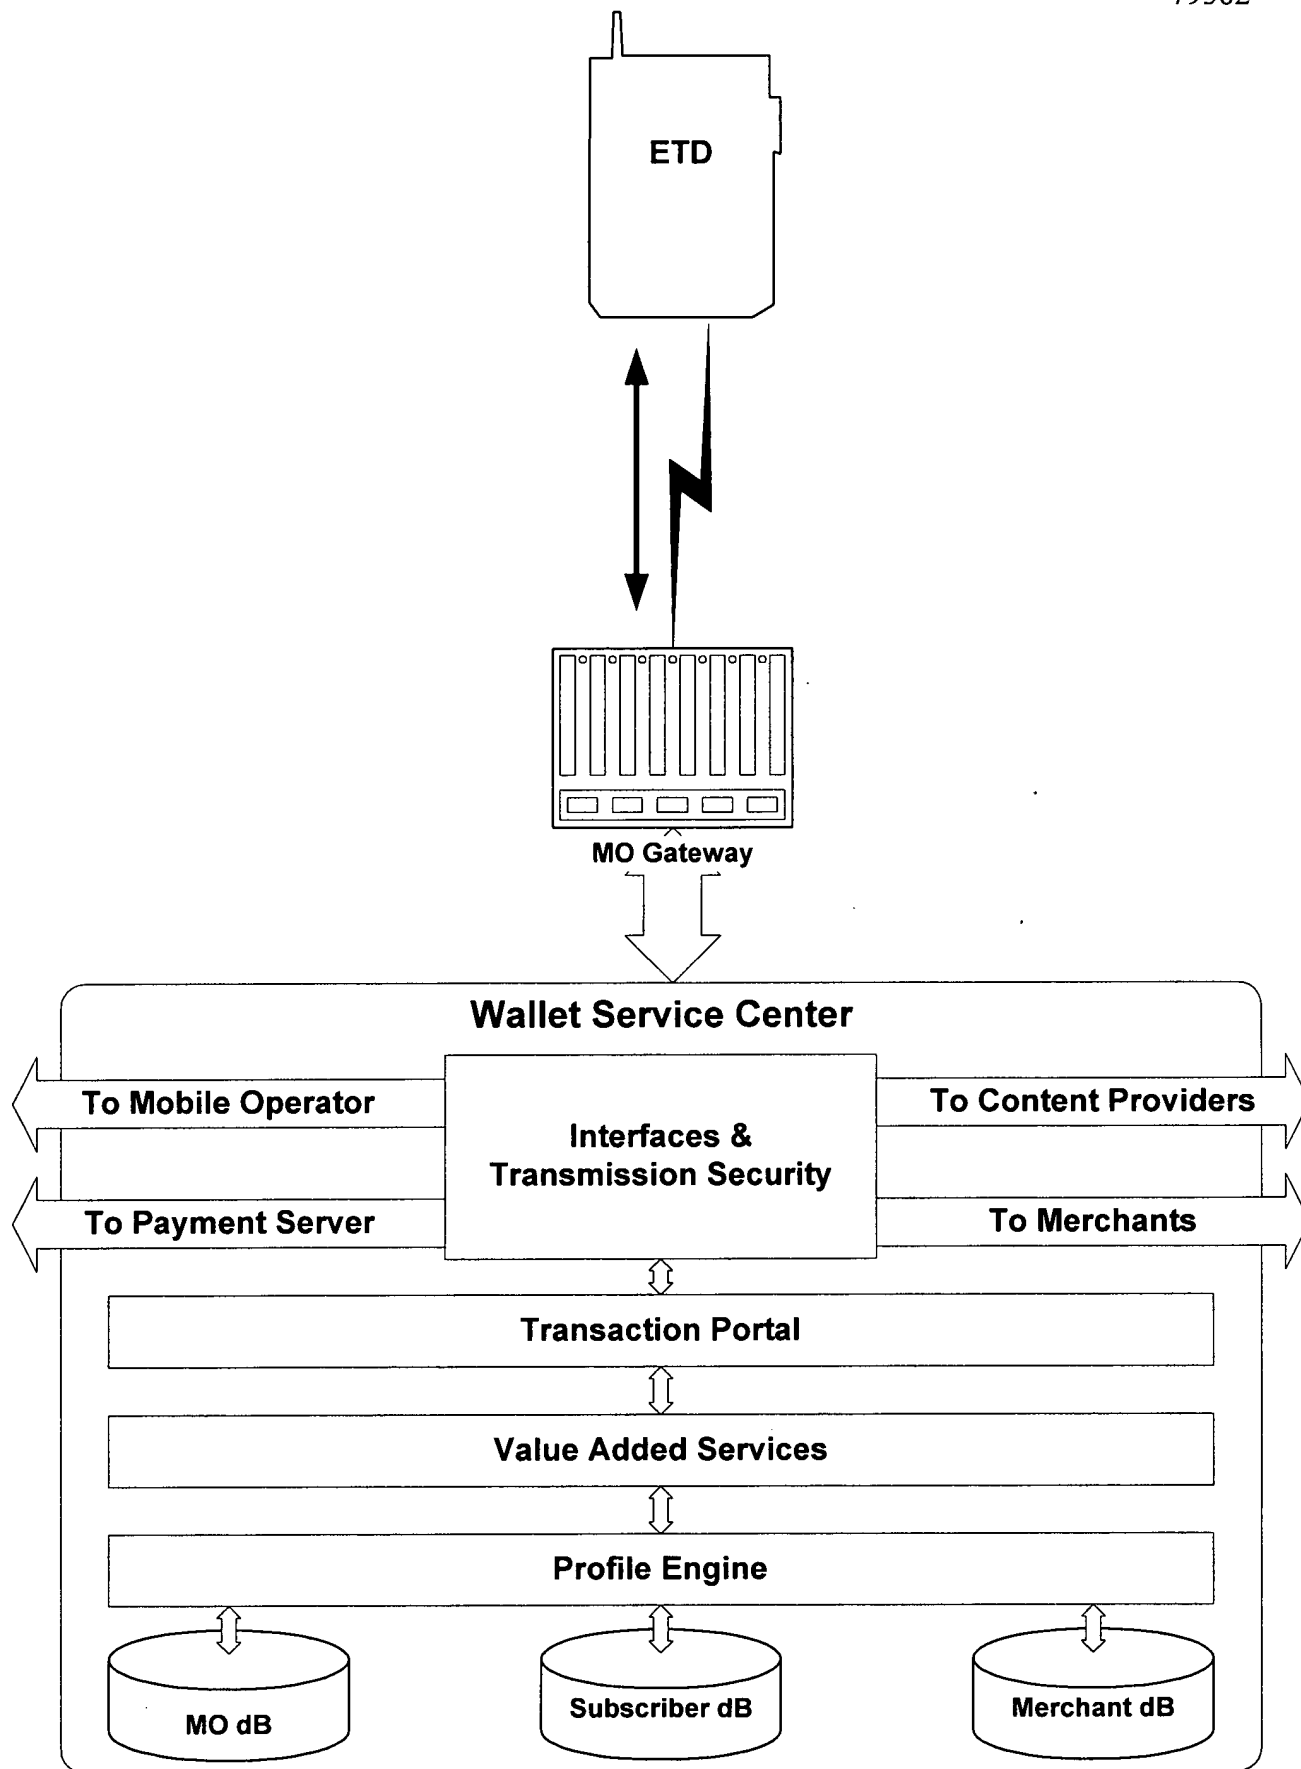 ETD
MO Gateway
Wallet Service Center
To Mobile Operator
To Content Providers
Interfaces &
Transmission Security
To Payment Server
To Merchants
Transaction Portal
Value Added Services
Profile Engine
MO dB
Subscriber dB
Merchant dB